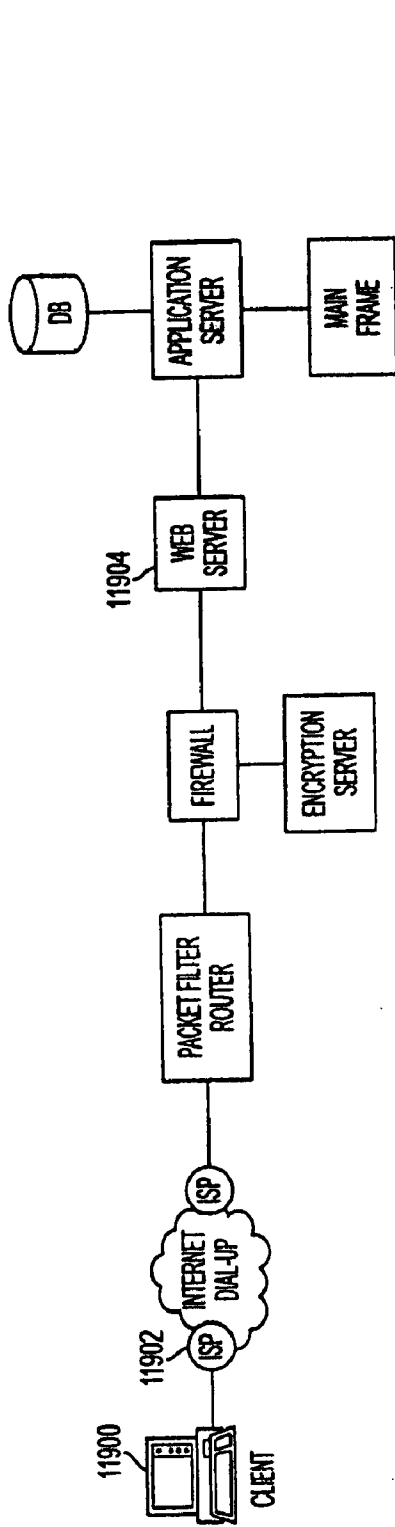 11900
CLIENT
11902
ISP
INTERNET
DIAL-UP
ISP
PACKET FILTER
ROUTER
FIREWALL
ENCRYPTION
SERVER
11904
WEB
SERVER
DB
APPLICATION
SERVER
MAIN
FRAME